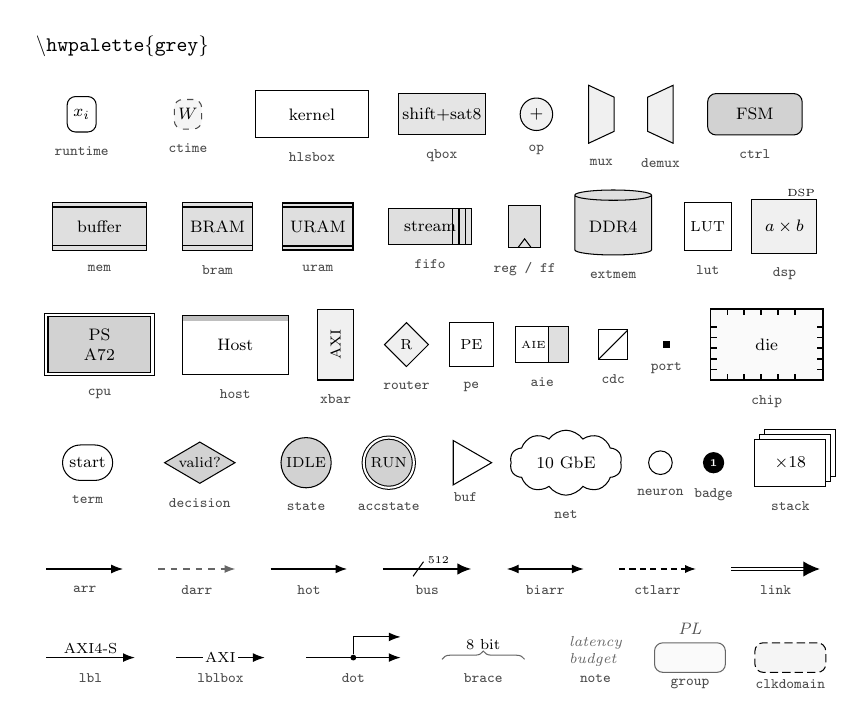 \hwpalette{grey}
x_i W kernel shift+sat8 + FSM
runtime ctime hlsbox qbox op mux demux ctrl
DSP
buffer BRAM URAM stream DDR4 LUT a × b
mem bram uram fifo reg / ff extmem lut dsp
PS
A72
Host AXI R PE AIE die
cpu host xbar router pe aie cdc port chip
start valid? IDLE RUN 10 GbE 1 ×18
term decision state accstate buf net neuron badge stack
512
arr darr hot bus biarr ctlarr link
AXI4-S AXI 8 bit latency
budget
PL
lbl lblbox dot brace note group clkdomain